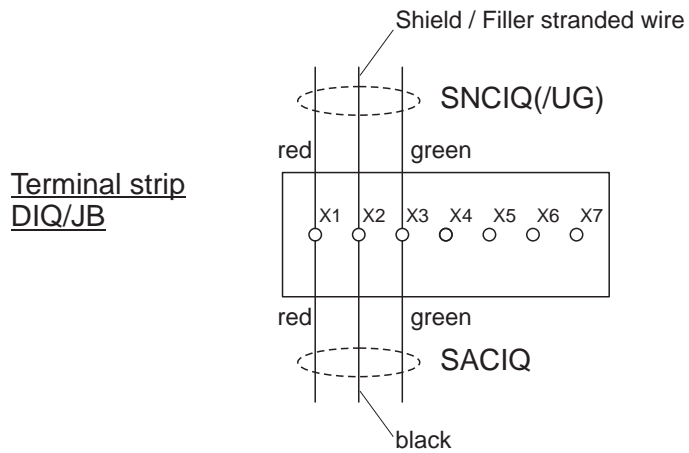 Shield / Filler stranded wire
SNCIQ(/UG)
red green
Terminal strip
DIQ/JB
X1 X2 X3 X4 X5 X6 X7
red green
SACIQ
black